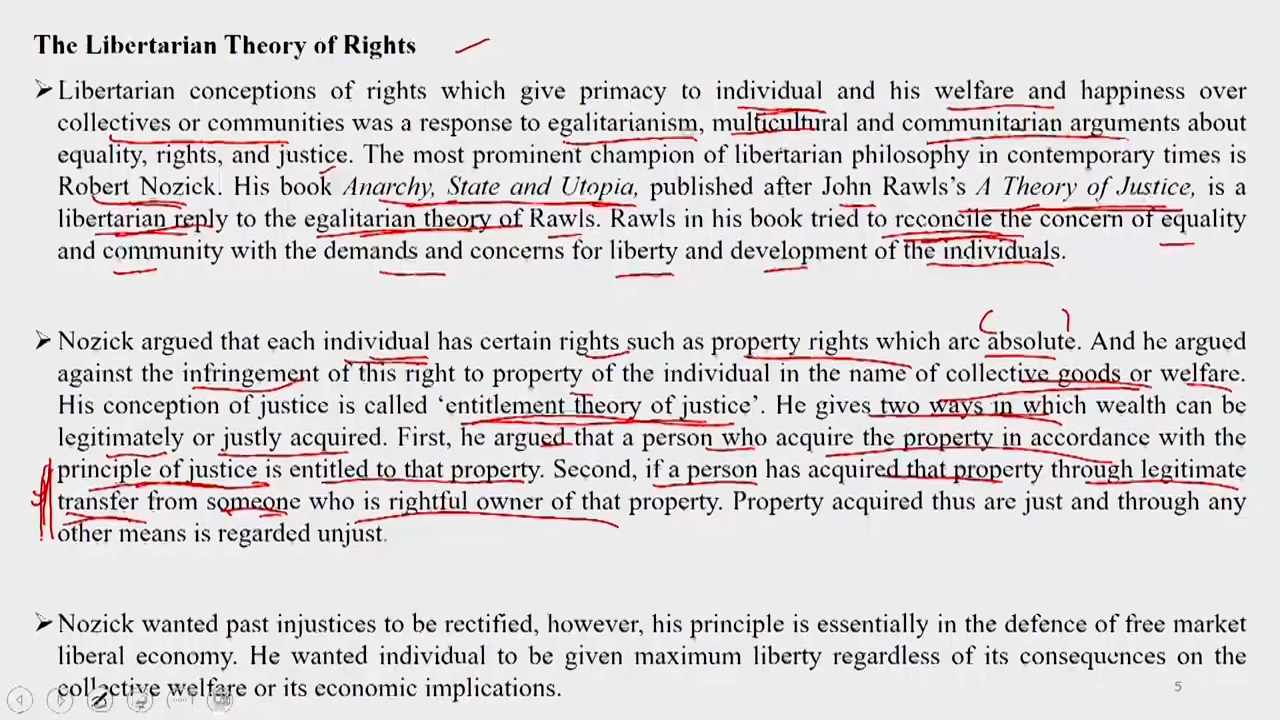 The Libertarian Theory of Rights
➢ Libertarian conceptions of rights which give primacy to individual and his welfare and happiness over
collectives or communities was a response to egalitarianism, multicultural and communitarian arguments about
equality, rights, and justice. The most prominent champion of libertarian philosophy in contemporary times is
Robert Nozick. His book Anarchy, State and Utopia, published after John Rawls's A Theory of Justice, is a
libertarian reply to the egalitarian theory of Rawls. Rawls in his book tried to reconcile the concern of equality
and community with the demands and concerns for liberty and development of the individuals.
➢ Nozick argued that each individual has certain rights such as property rights which are absolute. And he argued
against the infringement of this right to property of the individual in the name of collective goods or welfare.
His conception of justice is called 'entitlement theory of justice'. He gives two ways in which wealth can be
legitimately or justly acquired. First, he argued that a person who acquire the property in accordance with the
principle of justice is entitled to that property. Second, if a person has acquired that property through legitimate
transfer from someone who is rightful owner of that property. Property acquired thus are just and through any
other means is regarded unjust.
➢ Nozick wanted past injustices to be rectified, however, his principle is essentially in the defence of free market
liberal economy. He wanted individual to be given maximum liberty regardless of its consequences on the
collective welfare or its economic implications.
5